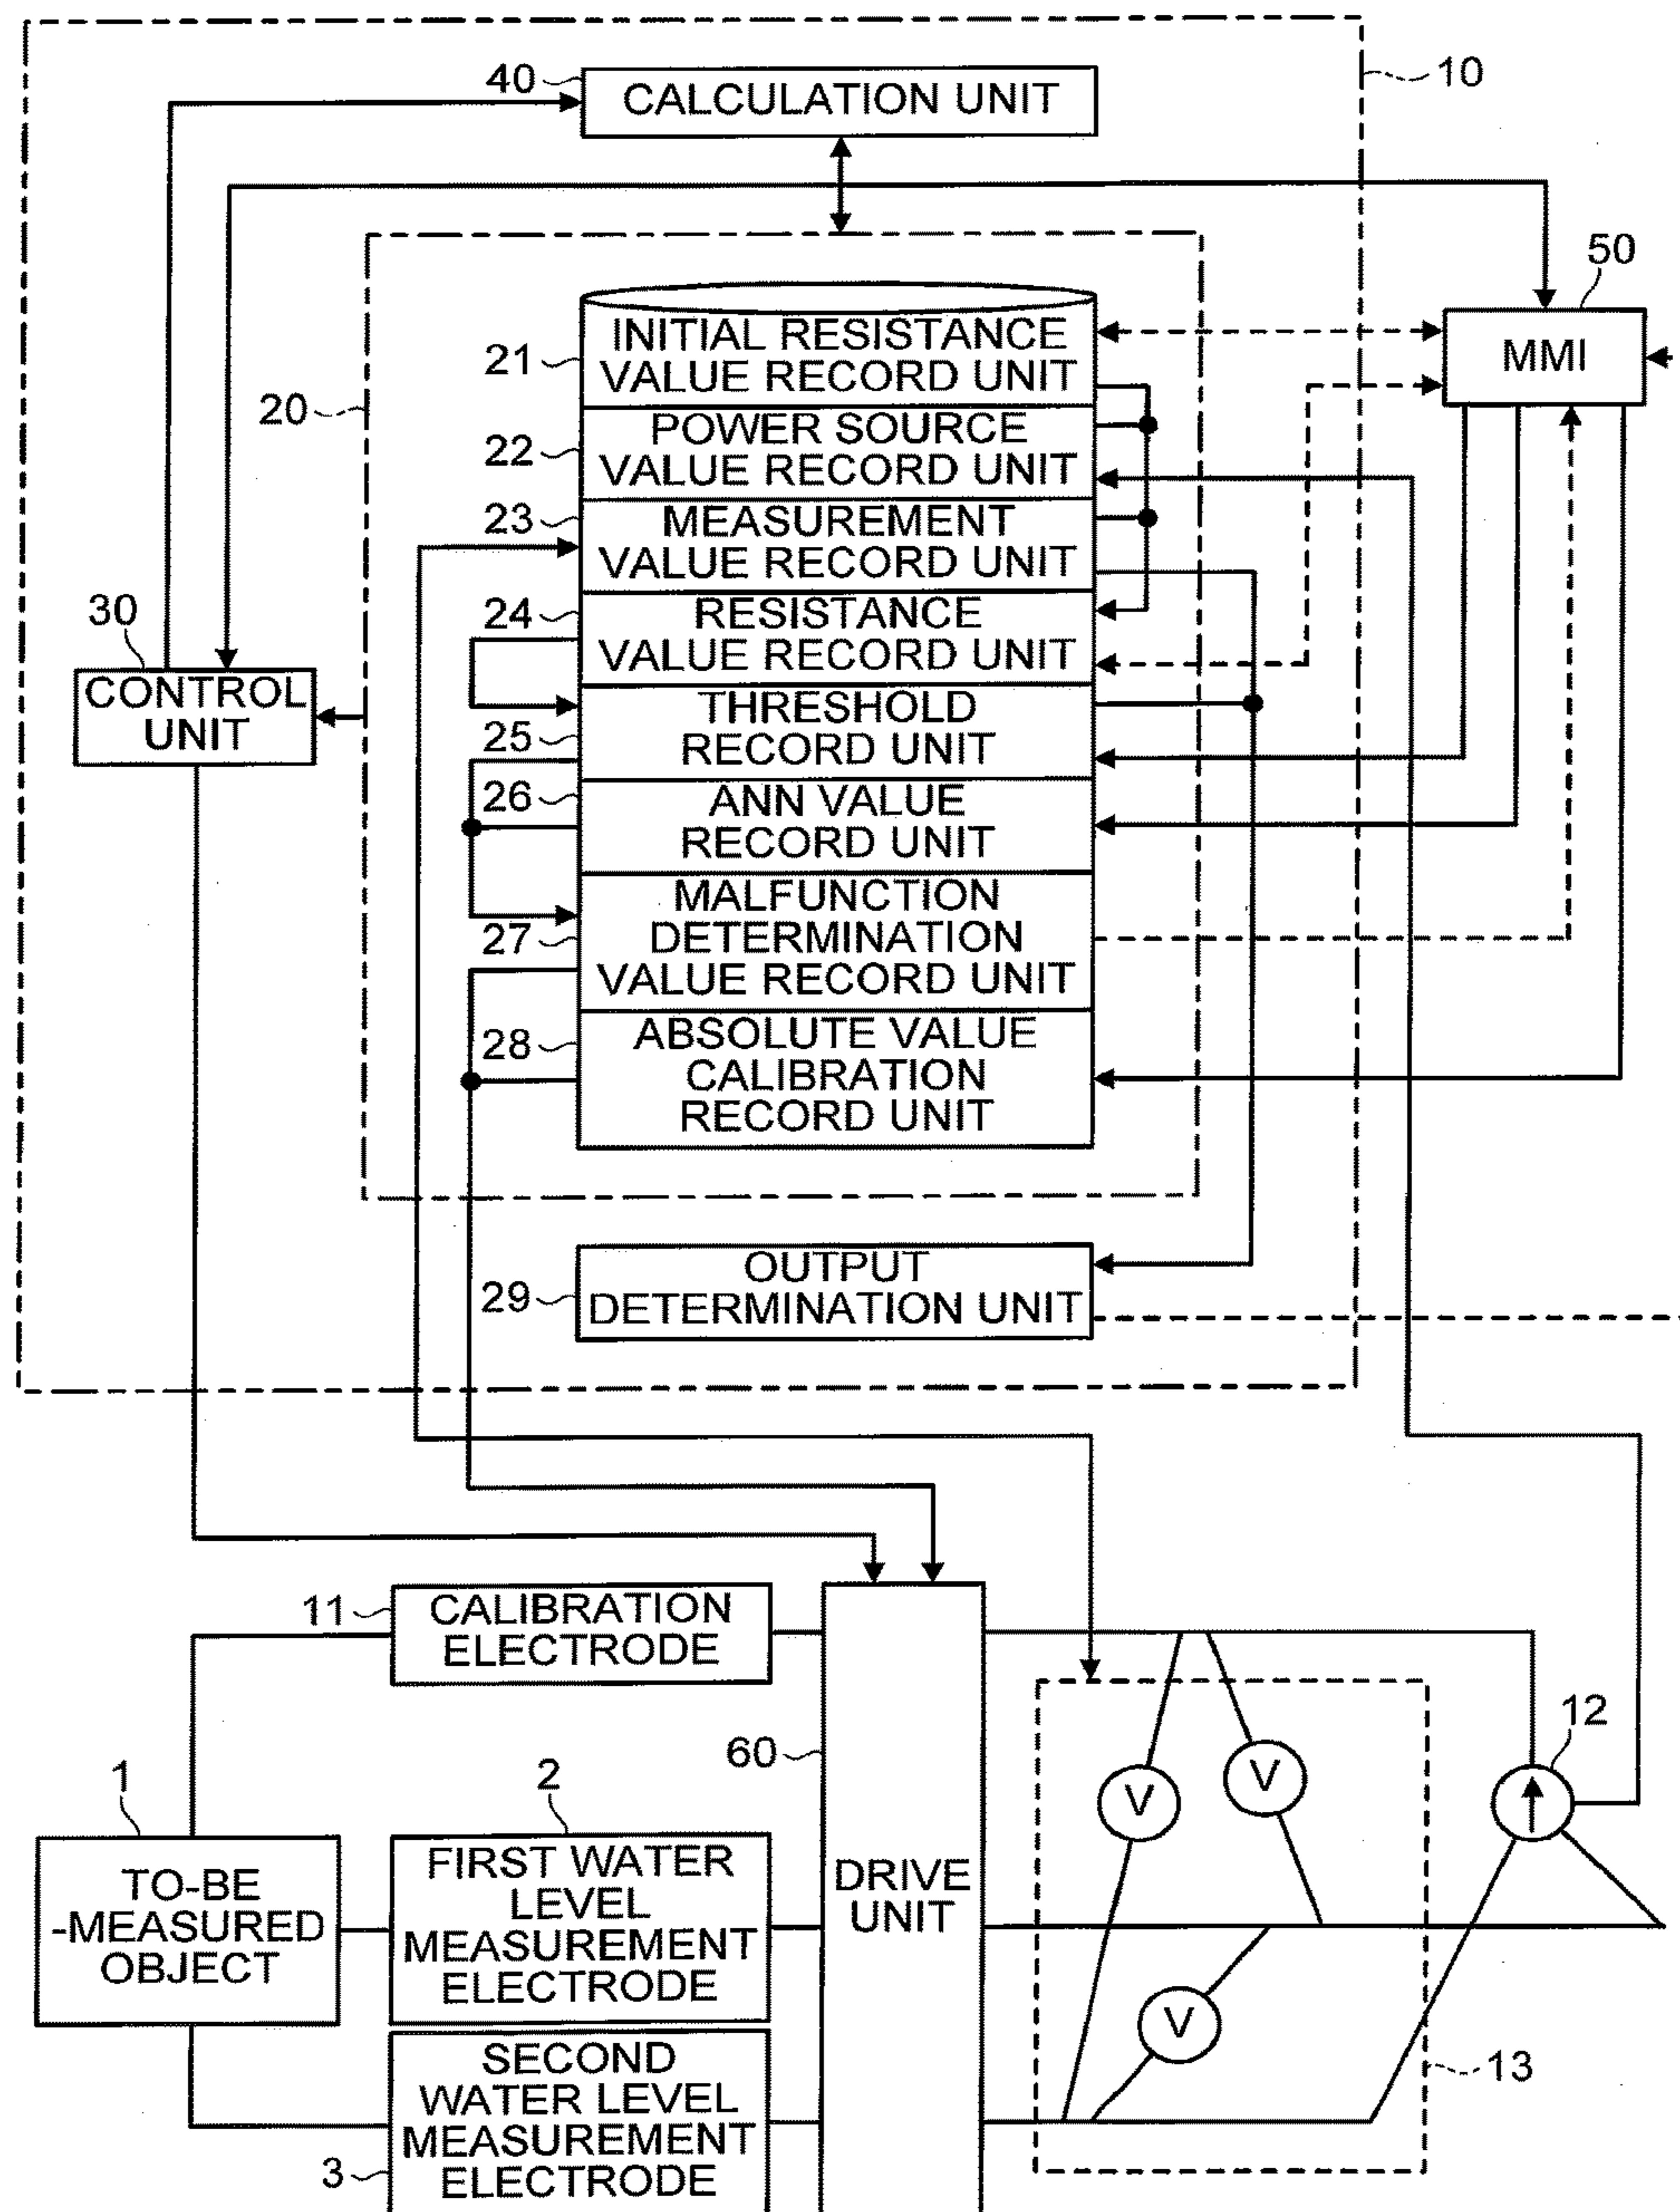 40
CALCULATION UNIT
10
50
MMI
20
21
INITIAL RESISTANCE
VALUE RECORD UNIT
22
POWER SOURCE
VALUE RECORD UNIT
23
MEASUREMENT
VALUE RECORD UNIT
24
RESISTANCE
VALUE RECORD UNIT
30
CONTROL
UNIT
25
THRESHOLD
RECORD UNIT
26
ANN VALUE
RECORD UNIT
27
MALFUNCTION
DETERMINATION
VALUE RECORD UNIT
28
ABSOLUTE VALUE
CALIBRATION
RECORD UNIT
29
OUTPUT
DETERMINATION UNIT
11
CALIBRATION
ELECTRODE
60
DRIVE
UNIT
V
V
V
12
13
1
TO-BE
-MEASURED
OBJECT
2
FIRST WATER
LEVEL
MEASUREMENT
ELECTRODE
3
SECOND
WATER LEVEL
MEASUREMENT
ELECTRODE